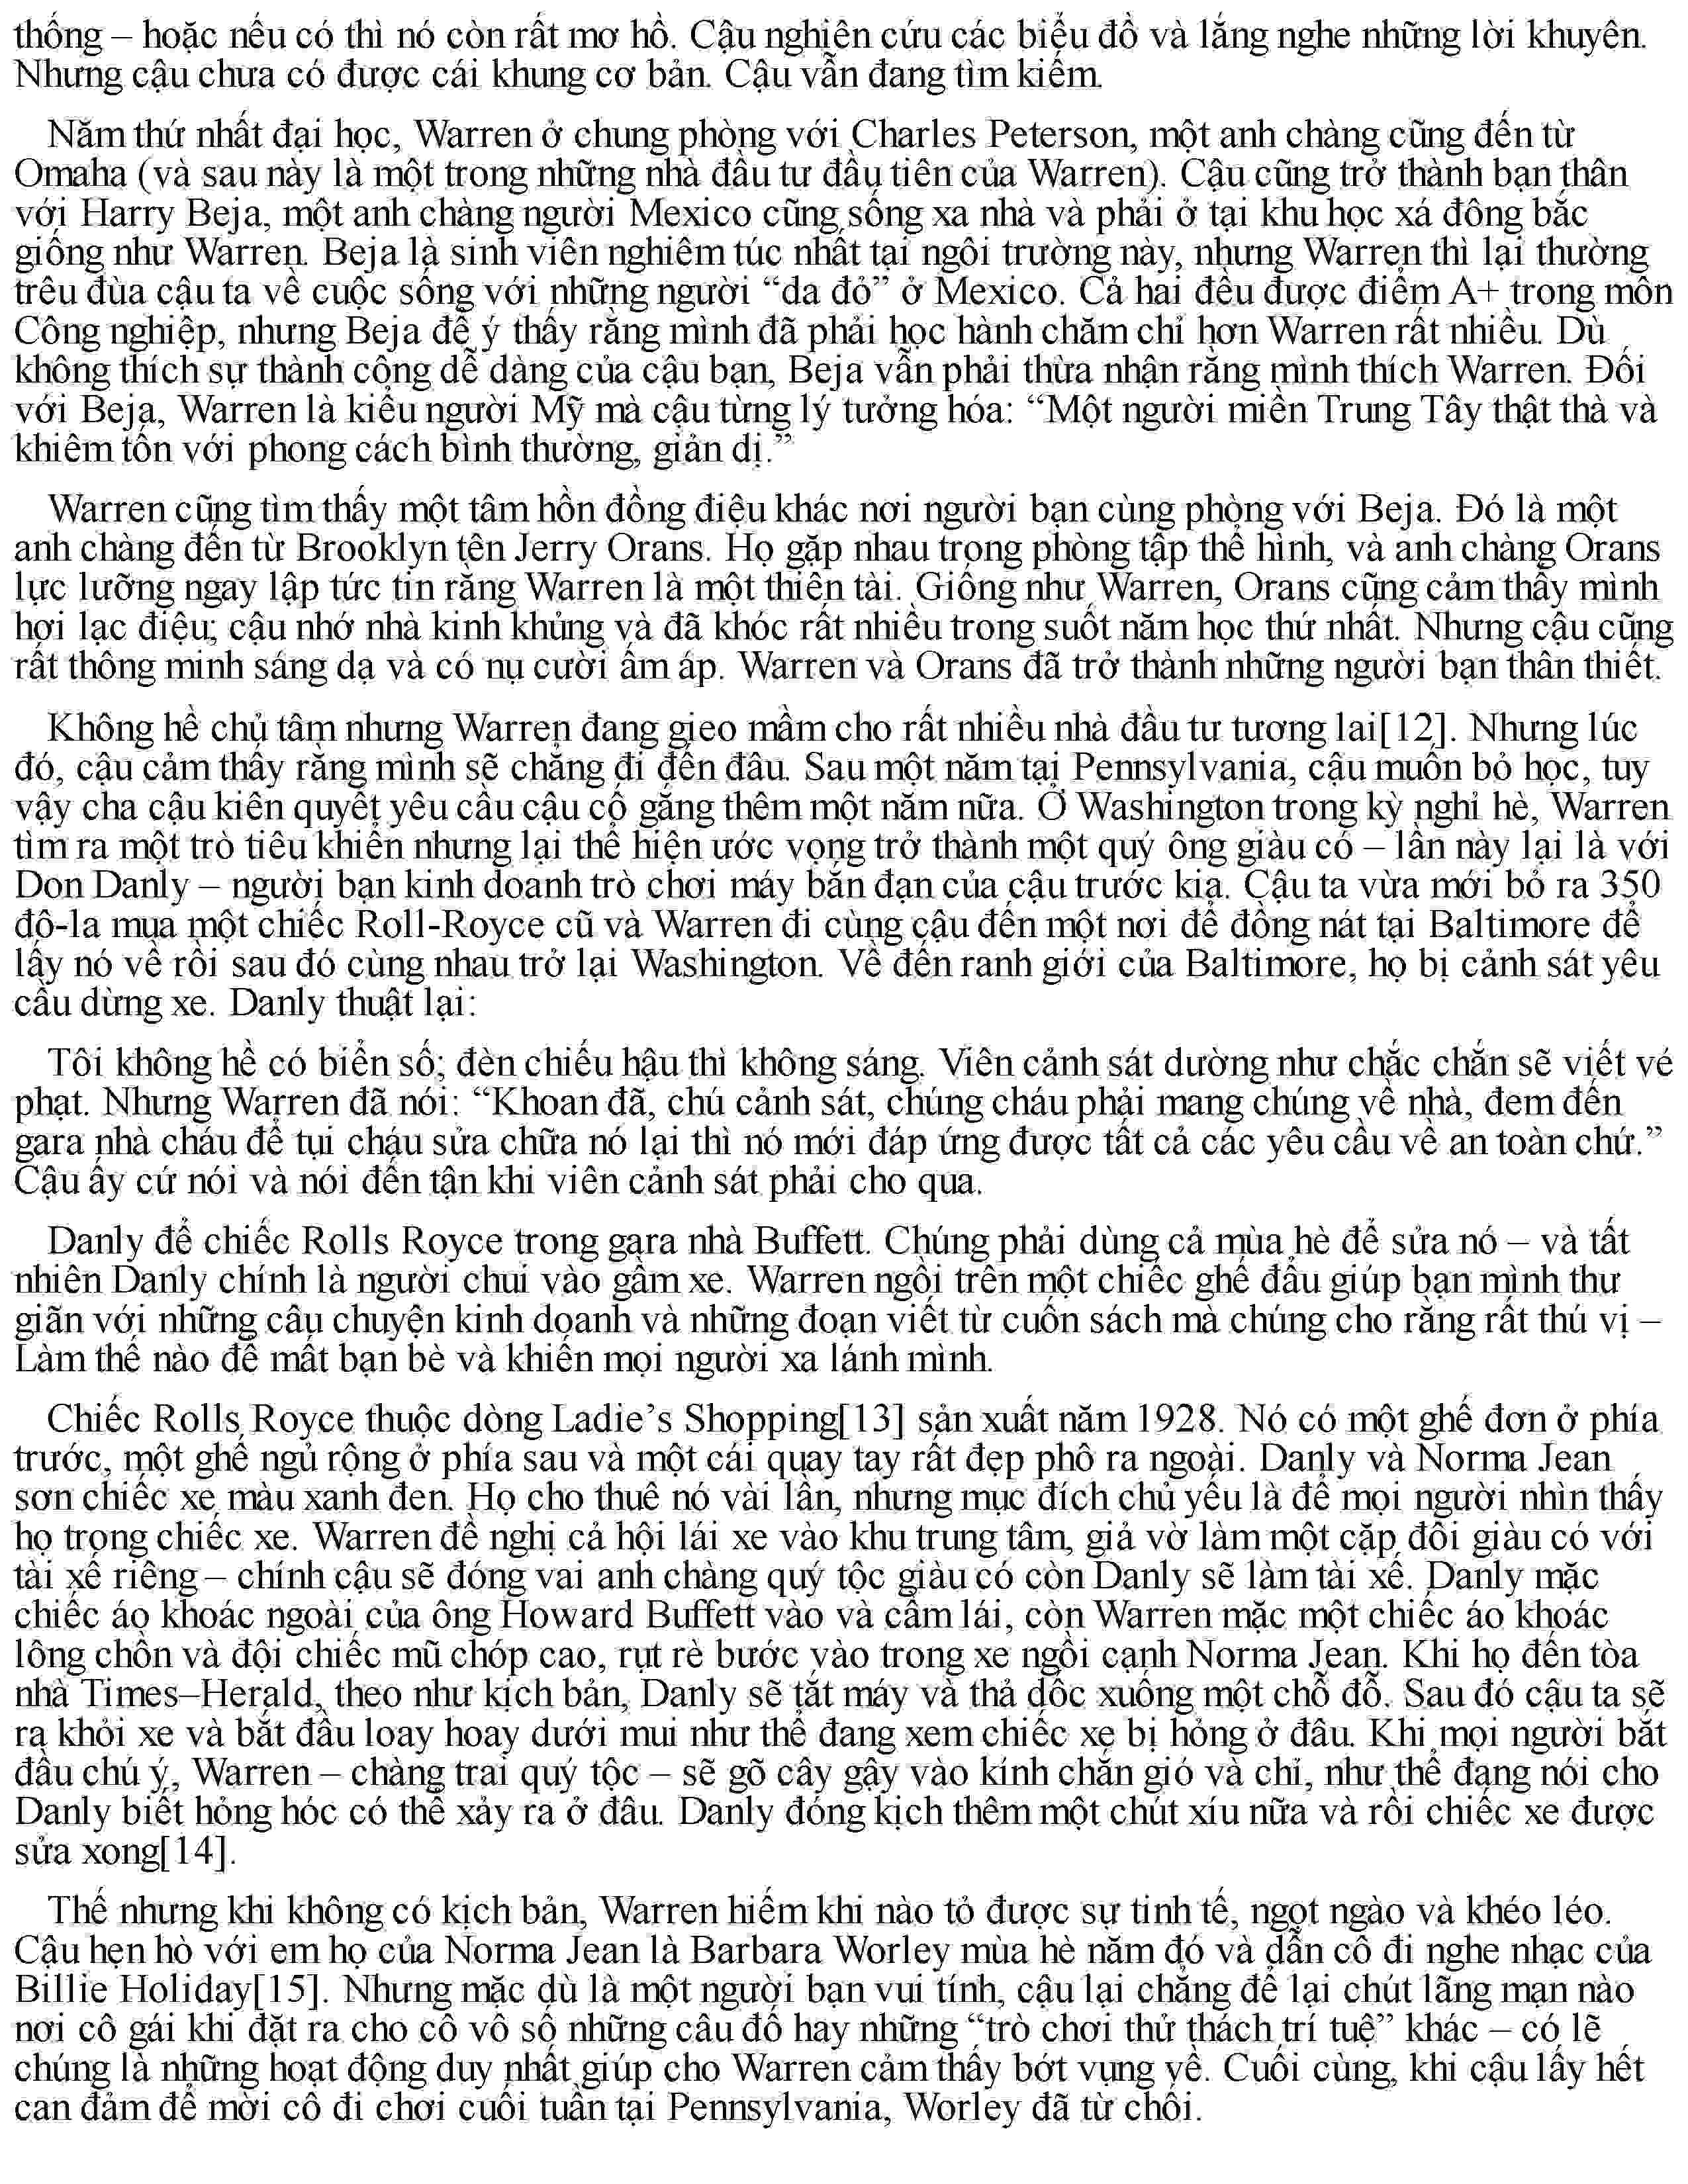 thống – hoặc nếu có thì nó còn rất mơ hồ. Cậu nghiên cứu các biểu đồ và lắng nghe những lời khuyên.
Nhưng cậu chưa có được cái khung cơ bản. Cậu vẫn đang tìm kiếm.
Năm thứ nhất đại học, Warren ở chung phòng với Charles Peterson, một anh chàng cũng đến từ
Omaha (và sau này là một trong những nhà đầu tư đầu tiên của Warren). Cậu cũng trở thành bạn thân
với Harry Beja, một anh chàng người Mexico cũng sống xa nhà và phải ở tại khu học xá đông bắc
giống như Warren. Beja là sinh viên nghiêm túc nhất tại ngôi trường này, nhưng Warren thì lại thường
trêu đùa cậu ta về cuộc sống với những người “da đỏ” ở Mexico. Cả hai đều được điểm A+ trong môn
Công nghiệp, nhưng Beja để ý thấy rằng mình đã phải học hành chăm chỉ hơn Warren rất nhiều. Dù
không thích sự thành công dễ dàng của cậu bạn, Beja vẫn phải thừa nhận rằng mình thích Warren. Đối
với Beja, Warren là kiểu người Mỹ mà cậu từng lý tưởng hóa: “Một người miền Trung Tây thật thà và
khiêm tốn với phong cách bình thường, giản dị.”
Warren cũng tìm thấy một tâm hồn đồng điệu khác nơi người bạn cùng phòng với Beja. Đó là một
anh chàng đến từ Brooklyn tên Jerry Orans. Họ gặp nhau trong phòng tập thể hình, và anh chàng Orans
lực lưỡng ngay lập tức tin rằng Warren là một thiên tài. Giống như Warren, Orans cũng cảm thấy mình
hơi lạc điệu; cậu nhớ nhà kinh khủng và đã khóc rất nhiều trong suốt năm học thứ nhất. Nhưng cậu cũng
rất thông minh sáng dạ và có nụ cười ấm áp. Warren và Orans đã trở thành những người bạn thân thiết.
Không hề chủ tâm nhưng Warren đang gieo mầm cho rất nhiều nhà đầu tư tương lai[12]. Nhưng lúc
đó, cậu cảm thấy rằng mình sẽ chẳng đi đến đâu. Sau một năm tại Pennsylvania, cậu muốn bỏ học, tuy
vậy cha cậu kiên quyết yêu cầu cậu cố gắng thêm một năm nữa. Ở Washington trong kỳ nghỉ hè, Warren
tìm ra một trò tiêu khiển nhưng lại thể hiện ước vọng trở thành một quý ông giàu có – lần này lại là với
Don Danly – người bạn kinh doanh trò chơi máy bắn đạn của cậu trước kia. Cậu ta vừa mới bỏ ra 350
đô-la mua một chiếc Roll-Royce cũ và Warren đi cùng cậu đến một nơi để đồng nát tại Baltimore để
lấy nó về rồi sau đó cùng nhau trở lại Washington. Về đến ranh giới của Baltimore, họ bị cảnh sát yêu
cầu dừng xe. Danly thuật lại:
Tôi không hề có biển số; đèn chiếu hậu thì không sáng. Viên cảnh sát dường như chắc chắn sẽ viết vé
phạt. Nhưng Warren đã nói: “Khoan đã, chú cảnh sát, chúng cháu phải mang chúng về nhà, đem đến
gara nhà cháu để tụi cháu sửa chữa nó lại thì nó mới đáp ứng được tất cả các yêu cầu về an toàn chứ.”
Cậu ấy cứ nói và nói đến tận khi viên cảnh sát phải cho qua.
Danly để chiếc Rolls Royce trong gara nhà Buffett. Chúng phải dùng cả mùa hè để sửa nó – và tất
nhiên Danly chính là người chui vào gầm xe. Warren ngồi trên một chiếc ghế đẩu giúp bạn mình thư
giãn với những câu chuyện kinh doanh và những đoạn viết từ cuốn sách mà chúng cho rằng rất thú vị –
Làm thế nào để mất bạn bè và khiến mọi người xa lánh mình.
Chiếc Rolls Royce thuộc dòng Ladie’s Shopping[13] sản xuất năm 1928. Nó có một ghế đơn ở phía
trước, một ghế ngủ rộng ở phía sau và một cái quay tay rất đẹp phô ra ngoài. Danly và Norma Jean
sơn chiếc xe màu xanh đen. Họ cho thuê nó vài lần, nhưng mục đích chủ yếu là để mọi người nhìn thấy
họ trong chiếc xe. Warren đề nghị cả hội lái xe vào khu trung tâm, giả vờ làm một cặp đôi giàu có với
tài xế riêng – chính cậu sẽ đóng vai anh chàng quý tộc giàu có còn Danly sẽ làm tài xế. Danly mặc
chiếc áo khoác ngoài của ông Howard Buffett vào và cầm lái, còn Warren mặc một chiếc áo khoác
lông chồn và đội chiếc mũ chóp cao, rụt rè bước vào trong xe ngồi cạnh Norma Jean. Khi họ đến tòa
nhà Times–Herald, theo như kịch bản, Danly sẽ tắt máy và thả dốc xuống một chỗ đỗ. Sau đó cậu ta sẽ
ra khỏi xe và bắt đầu loay hoay dưới mui như thể đang xem chiếc xe bị hỏng ở đâu. Khi mọi người bắt
đầu chú ý, Warren – chàng trai quý tộc – sẽ gõ cây gậy vào kính chắn gió và chỉ, như thể đang nói cho
Danly biết hỏng hóc có thể xảy ra ở đâu. Danly đóng kịch thêm một chút xíu nữa và rồi chiếc xe được
sửa xong[14].
Thế nhưng khi không có kịch bản, Warren hiếm khi nào tỏ được sự tinh tế, ngọt ngào và khéo léo.
Cậu hẹn hò với em họ của Norma Jean là Barbara Worley mùa hè năm đó và dẫn cô đi nghe nhạc của
Billie Holiday[15]. Nhưng mặc dù là một người bạn vui tính, cậu lại chẳng để lại chút lãng mạn nào
nơi cô gái khi đặt ra cho cô vô số những câu đố hay những “trò chơi thử thách trí tuệ” khác – có lẽ
chúng là những hoạt động duy nhất giúp cho Warren cảm thấy bớt vụng về. Cuối cùng, khi cậu lấy hết
can đảm để mời cô đi chơi cuối tuần tại Pennsylvania, Worley đã từ chối.